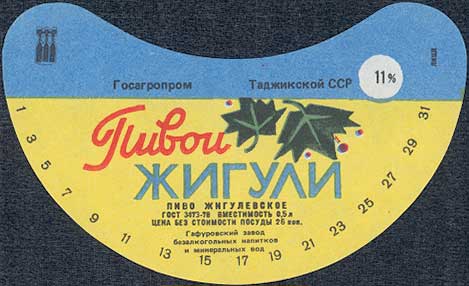 Госагропром Таджикской ССР 11%
Пивои
ЖИГУЛИ
ПИВО ЖИГУЛЕВСКОЕ
ГОСТ 3473-78 ВМЕСТИМОСТЬ 0,5 л
ЦЕНА БЕЗ СТОИМОСТИ ПОСУДЫ 26 коп.
Гафуровский завод
безалкогольных напитков
и минеральных вод
1 3 5 7 9 11 13 15 17 19 21 23 25 27 29 31